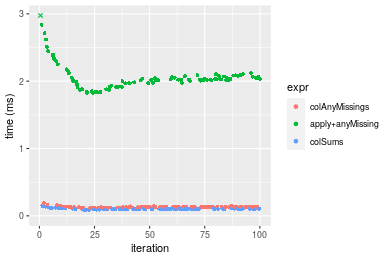 3
2
1
0
time (ms)
0
25
50
75
100
iteration
expr
colAnyMissings
apply+anyMissing
colSums